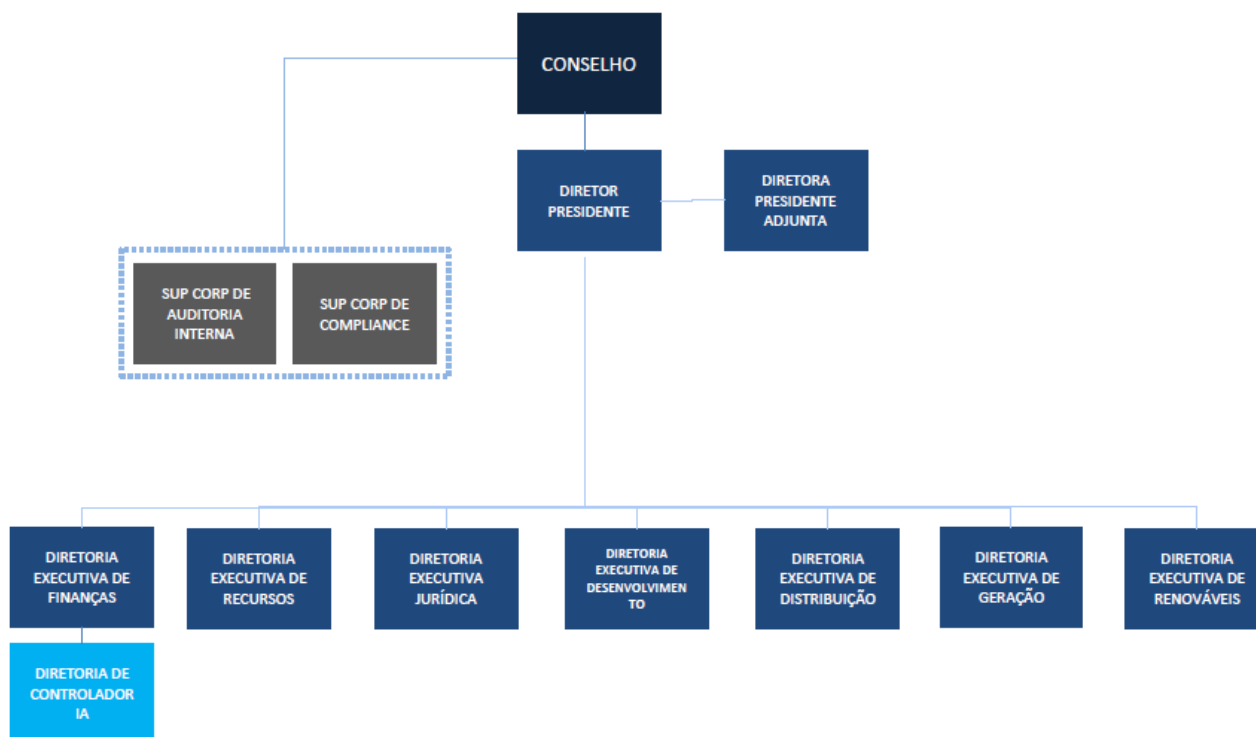 CONSELHO
DIRETOR
PRESIDENTE
DIRETORA
PRESIDENTE
ADJUNTA
SUP CORP DE
AUDITORIA
INTERNA
SUP CORP DE
COMPLIANCE
DIRETORIA
EXECUTIVA DE
FINANÇAS
DIRETORIA
EXECUTIVA DE
RECURSOS
DIRETORIA
EXECUTIVA
JURÍDICA
DIRETORIA
EXECUTIVA DE
DESENVOLVIMEN
TO
DIRETORIA
EXECUTIVA DE
DISTRIBUIÇÃO
DIRETORIA
EXECUTIVA DE
GERAÇÃO
DIRETORIA
EXECUTIVA DE
RENOVÁVEIS
DIRETORIA DE
CONTROLADOR
IA